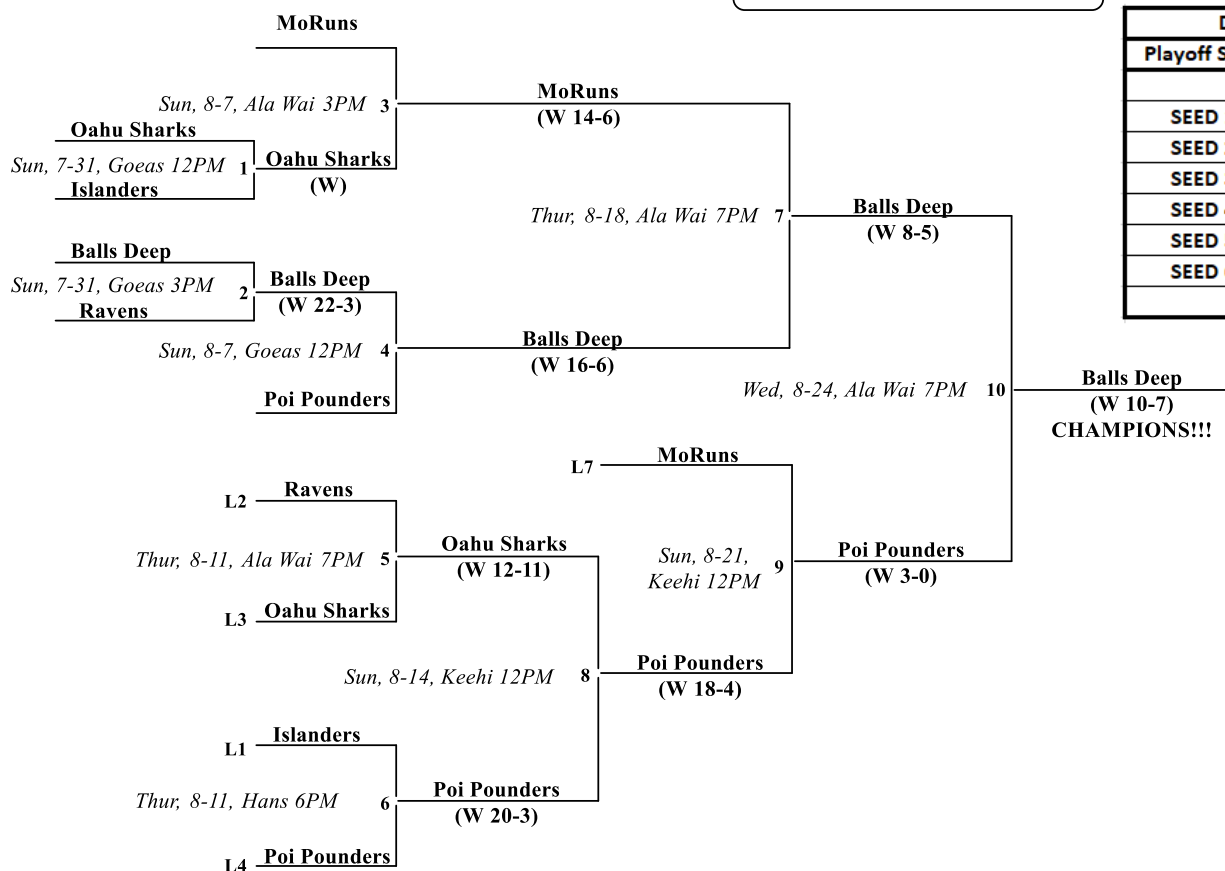 MoRuns
Sun, 8-7, Ala Wai 3PM 3
MoRuns
(W 14-6)
Oahu Sharks
Sun, 7-31, Goeas 12PM 1
Islanders
Oahu Sharks
(W)
Thur, 8-18, Ala Wai 7PM 7
Balls Deep
(W 8-5)
Balls Deep
Sun, 7-31, Goeas 3PM 2
Ravens
Balls Deep
(W 22-3)
Sun, 8-7, Goeas 12PM 4
Balls Deep
(W 16-6)
Poi Pounders
Wed, 8-24, Ala Wai 7PM 10
Balls Deep
(W 10-7)
CHAMPIONS!!!
L7 MoRuns
L2 Ravens
Thur, 8-11, Ala Wai 7PM 5
Oahu Sharks
(W 12-11)
L3 Oahu Sharks
Sun, 8-21,
Keehi 12PM 9
Poi Pounders
(W 3-0)
Sun, 8-14, Keehi 12PM 8
Poi Pounders
(W 18-4)
L1 Islanders
Thur, 8-11, Hans 6PM 6
Poi Pounders
(W 20-3)
L4 Poi Pounders
Playoff S
SEED
SEED
SEED
SEED
SEED
SEED